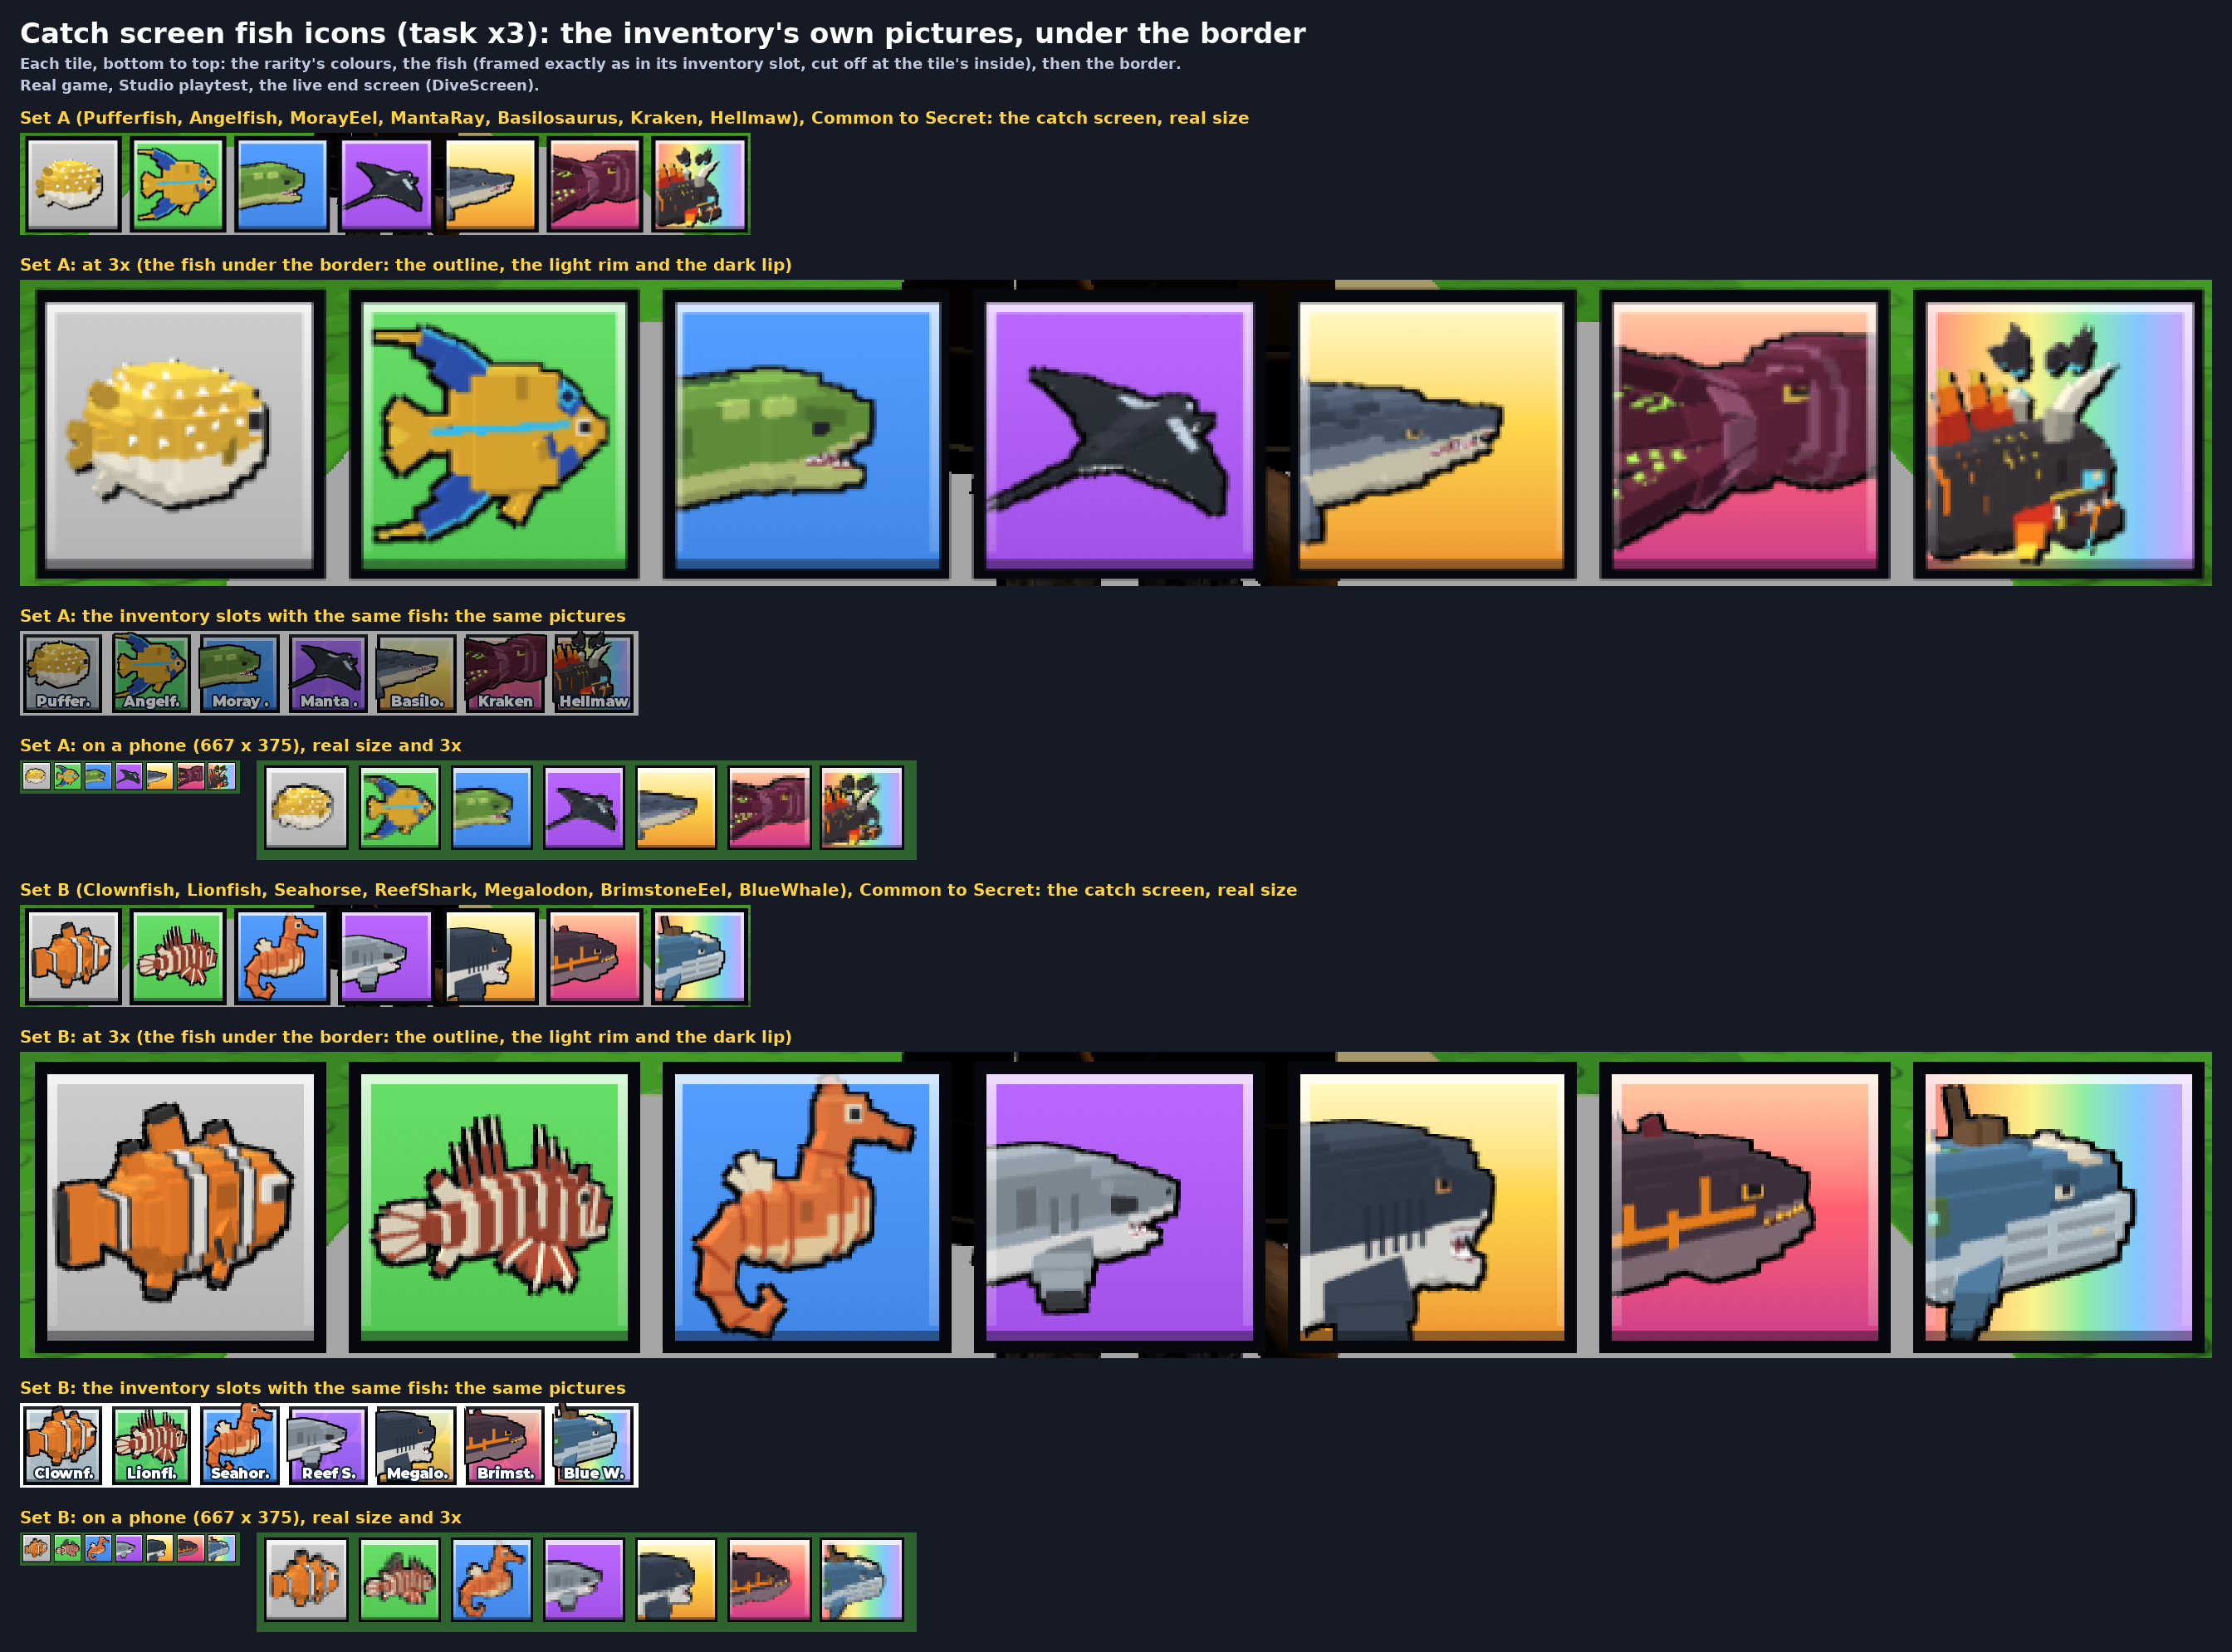 Catch screen fish icons (task x3): the inventory's own pictures, under the border
Each tile, bottom to top: the rarity's colours, the fish (framed exactly as in its inventory slot, cut off at the tile's inside), then the border.
Real game, Studio playtest, the live end screen (DiveScreen).
Set A (Pufferfish, Angelfish, MorayEel, MantaRay, Basilosaurus, Kraken, Hellmaw), Common to Secret: the catch screen, real size
Set A: at 3x (the fish under the border: the outline, the light rim and the dark lip)
Set A: the inventory slots with the same fish: the same pictures
Puffer. Angelf. Moray . Manta . Basilo. Kraken Hellmaw
Set A: on a phone (667 x 375), real size and 3x
Set B (Clownfish, Lionfish, Seahorse, ReefShark, Megalodon, BrimstoneEel, BlueWhale), Common to Secret: the catch screen, real size
Set B: at 3x (the fish under the border: the outline, the light rim and the dark lip)
Set B: the inventory slots with the same fish: the same pictures
Clownf. Lionfi. Seahor. Reef S. Megalo. Brimst. Blue W.
Set B: on a phone (667 x 375), real size and 3x